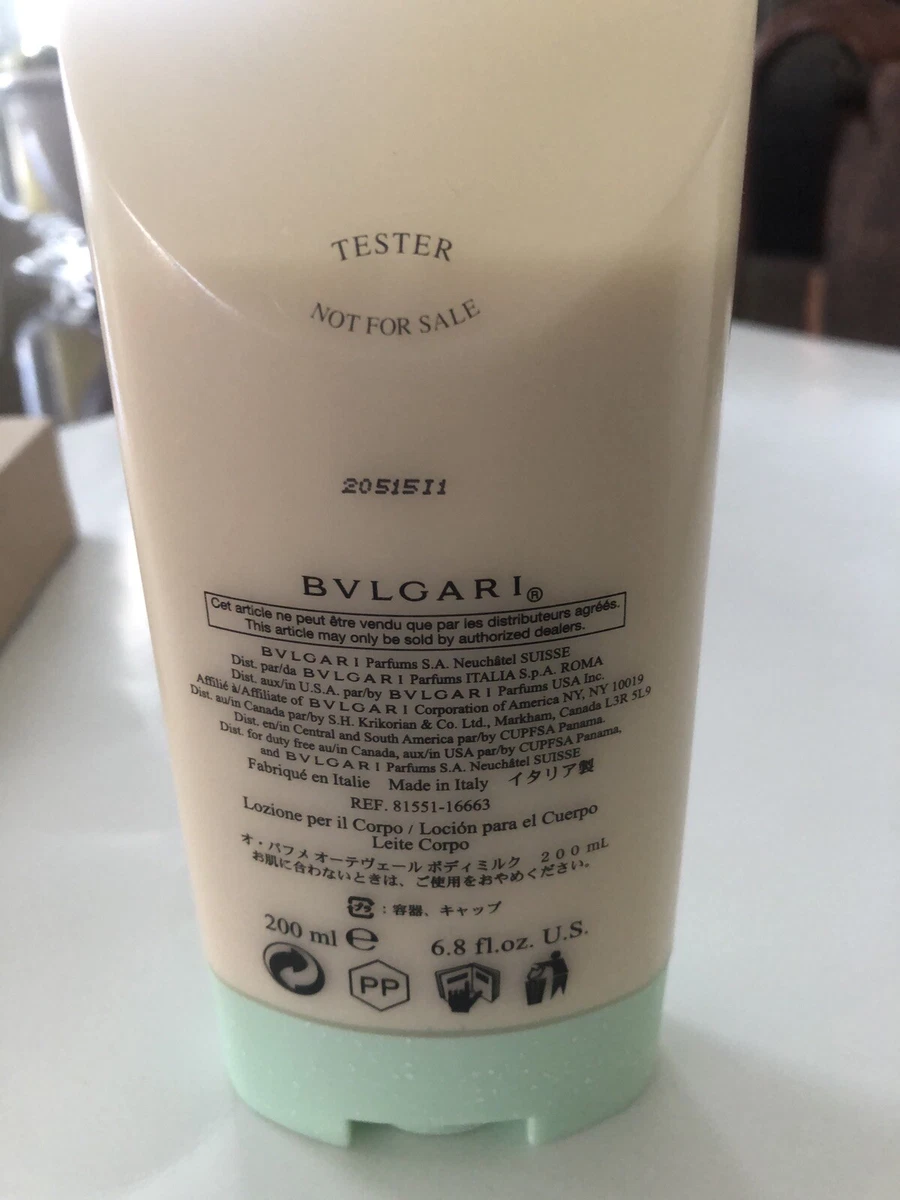 TESTER
NOT FOR SALE
20515I1
BVLGARI®
Cet article ne peut être vendu que par les distributeurs agréés.
This article may only be sold by authorized dealers.
BVLGARI Parfums S.A. Neuchâtel SUISSE
Dist. par/da BVLGARI Parfums ITALIA S.p.A. ROMA
Dist. aux/in U.S.A. par/by BVLGARI Parfums USA Inc.
Affilié à/Affiliate of BVLGARI Corporation of America NY, NY 10019
Dist. au/in Canada par/by S.H. Krikorian & Co. Ltd., Markham, Canada L3R 5L9
Dist. en/in Central and South America par/by CUPFSA Panama.
Dist. for duty free au/in Canada, aux/in USA par/by CUPFSA Panama,
and BVLGARI Parfums S.A. Neuchâtel SUISSE
Fabriqué en Italie Made in Italy イタリア製
REF. 81551-16663
Lozione per il Corpo / Loción para el Cuerpo
Leite Corpo
オ・パフメ オーテヴェール ボディミルク 200 mL
お肌に合わないときは、ご使用をおやめください。
プラ : 容器、キャップ
200 ml ℮ 6.8 fl.oz. U.S.
PP